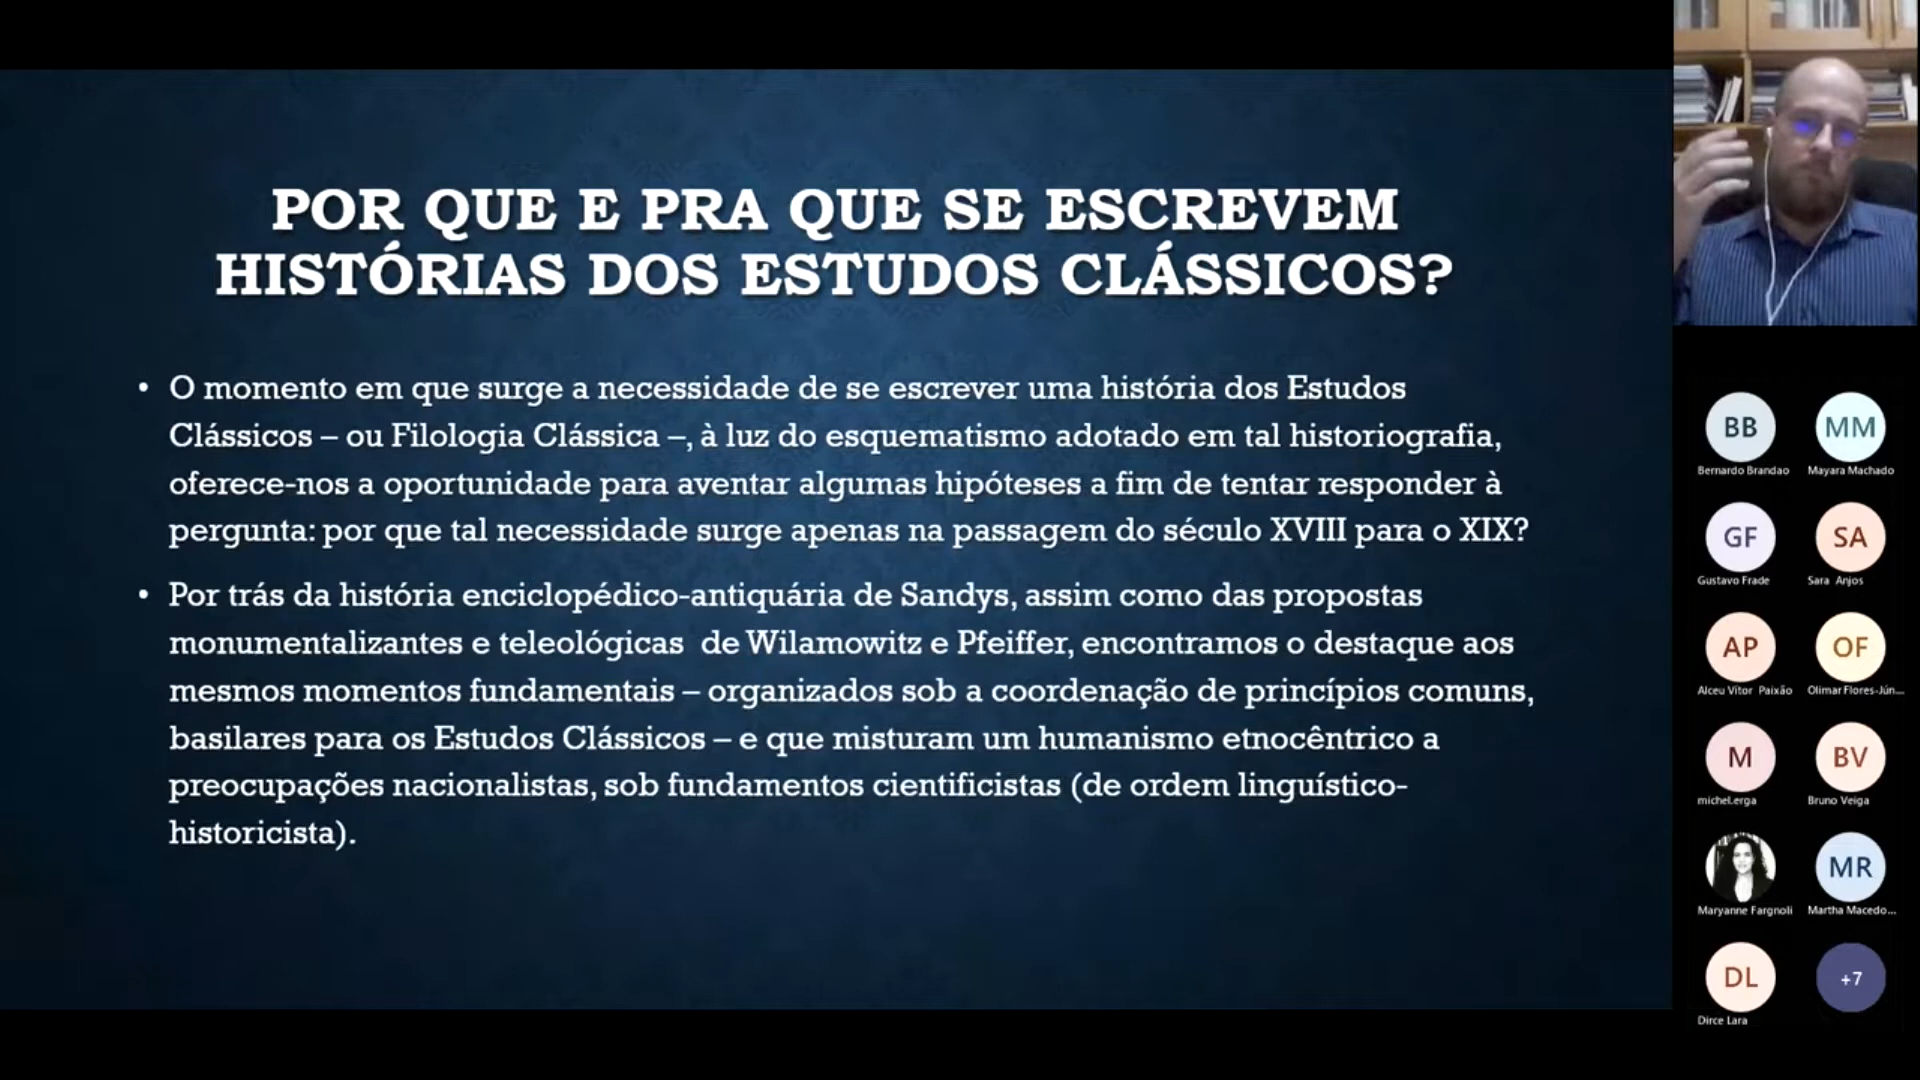 POR QUE E PRA QUE SE ESCREVEM
HISTÓRIAS DOS ESTUDOS CLÁSSICOS?
• O momento em que surge a necessidade de se escrever uma história dos Estudos
Clássicos – ou Filologia Clássica –, à luz do esquematismo adotado em tal historiografia,
oferece-nos a oportunidade para aventar algumas hipóteses a fim de tentar responder à
pergunta: por que tal necessidade surge apenas na passagem do século XVIII para o XIX?
• Por trás da história enciclopédico-antiquária de Sandys, assim como das propostas
monumentalizantes e teleológicas de Wilamowitz e Pfeiffer, encontramos o destaque aos
mesmos momentos fundamentais – organizados sob a coordenação de princípios comuns,
basilares para os Estudos Clássicos – e que misturam um humanismo etnocêntrico a
preocupações nacionalistas, sob fundamentos cientificistas (de ordem linguístico-
historicista).
BB
MM
Bernardo Brandao
Mayara Machado
GF
SA
Gustavo Frade
Sara Anjos
AP
OF
Alceu Vitor Paixão
Olimar Flores-Jún...
M
BV
michel.erga
Bruno Veiga
MR
Maryanne Fargnoli
Martha Macedo...
DL
+7
Dirce Lara